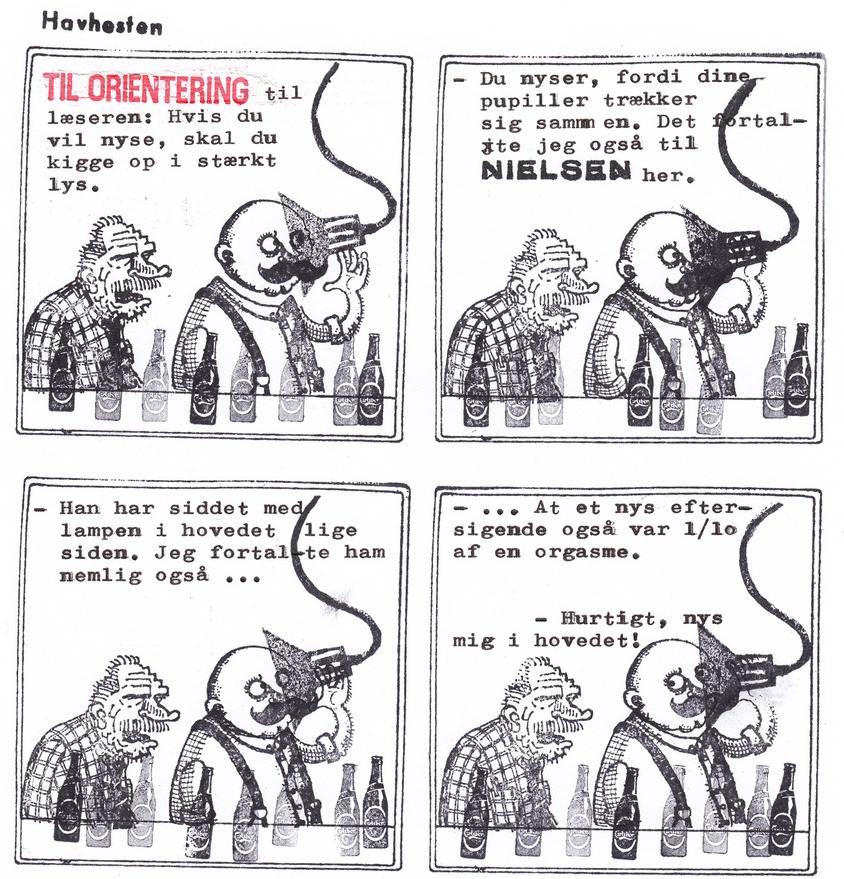 Havhesten
TIL ORIENTERING til
læseren: Hvis du
vil nyse, skal du
kigge op i stærkt
lys.
- Du nyser, fordi dine
pupiller trækker
sig sammen. Det fortal-
te jeg også til
NIELSEN her.
- Han har siddet med
lampen i hovedet lige
siden. Jeg fortal-te ham
nemlig også ...
- ... At et nys efter-
sigende også var 1/1o
af en orgasme.
- Hurtigt, nys
mig i hovedet!